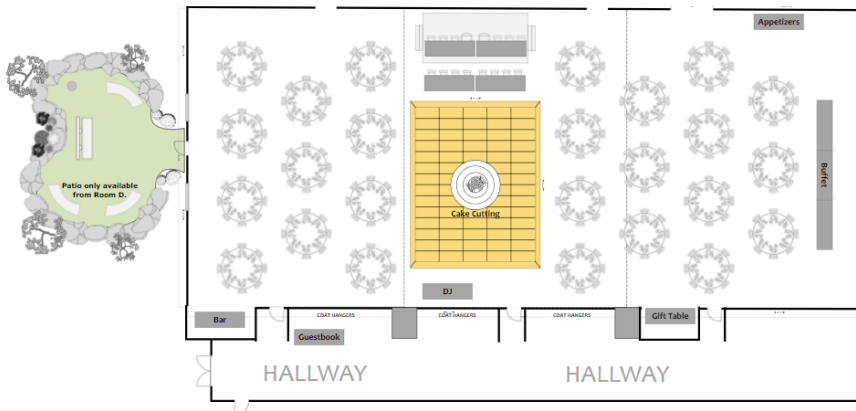 Appetizers
Patio only available
from Room D.
Buffet
Cake Cutting
DJ
Bar
COAT HANGERS
COAT HANGERS
COAT HANGERS
Gift Table
Guestbook
HALLWAY
HALLWAY